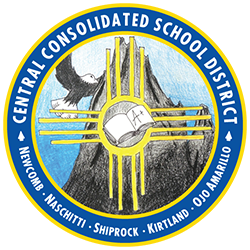 CENTRAL CONSOLIDATED SCHOOL DISTRICT
NEWCOMB · NASCHITTI · SHIPROCK · KIRTLAND · OJO AMARILLO
A+